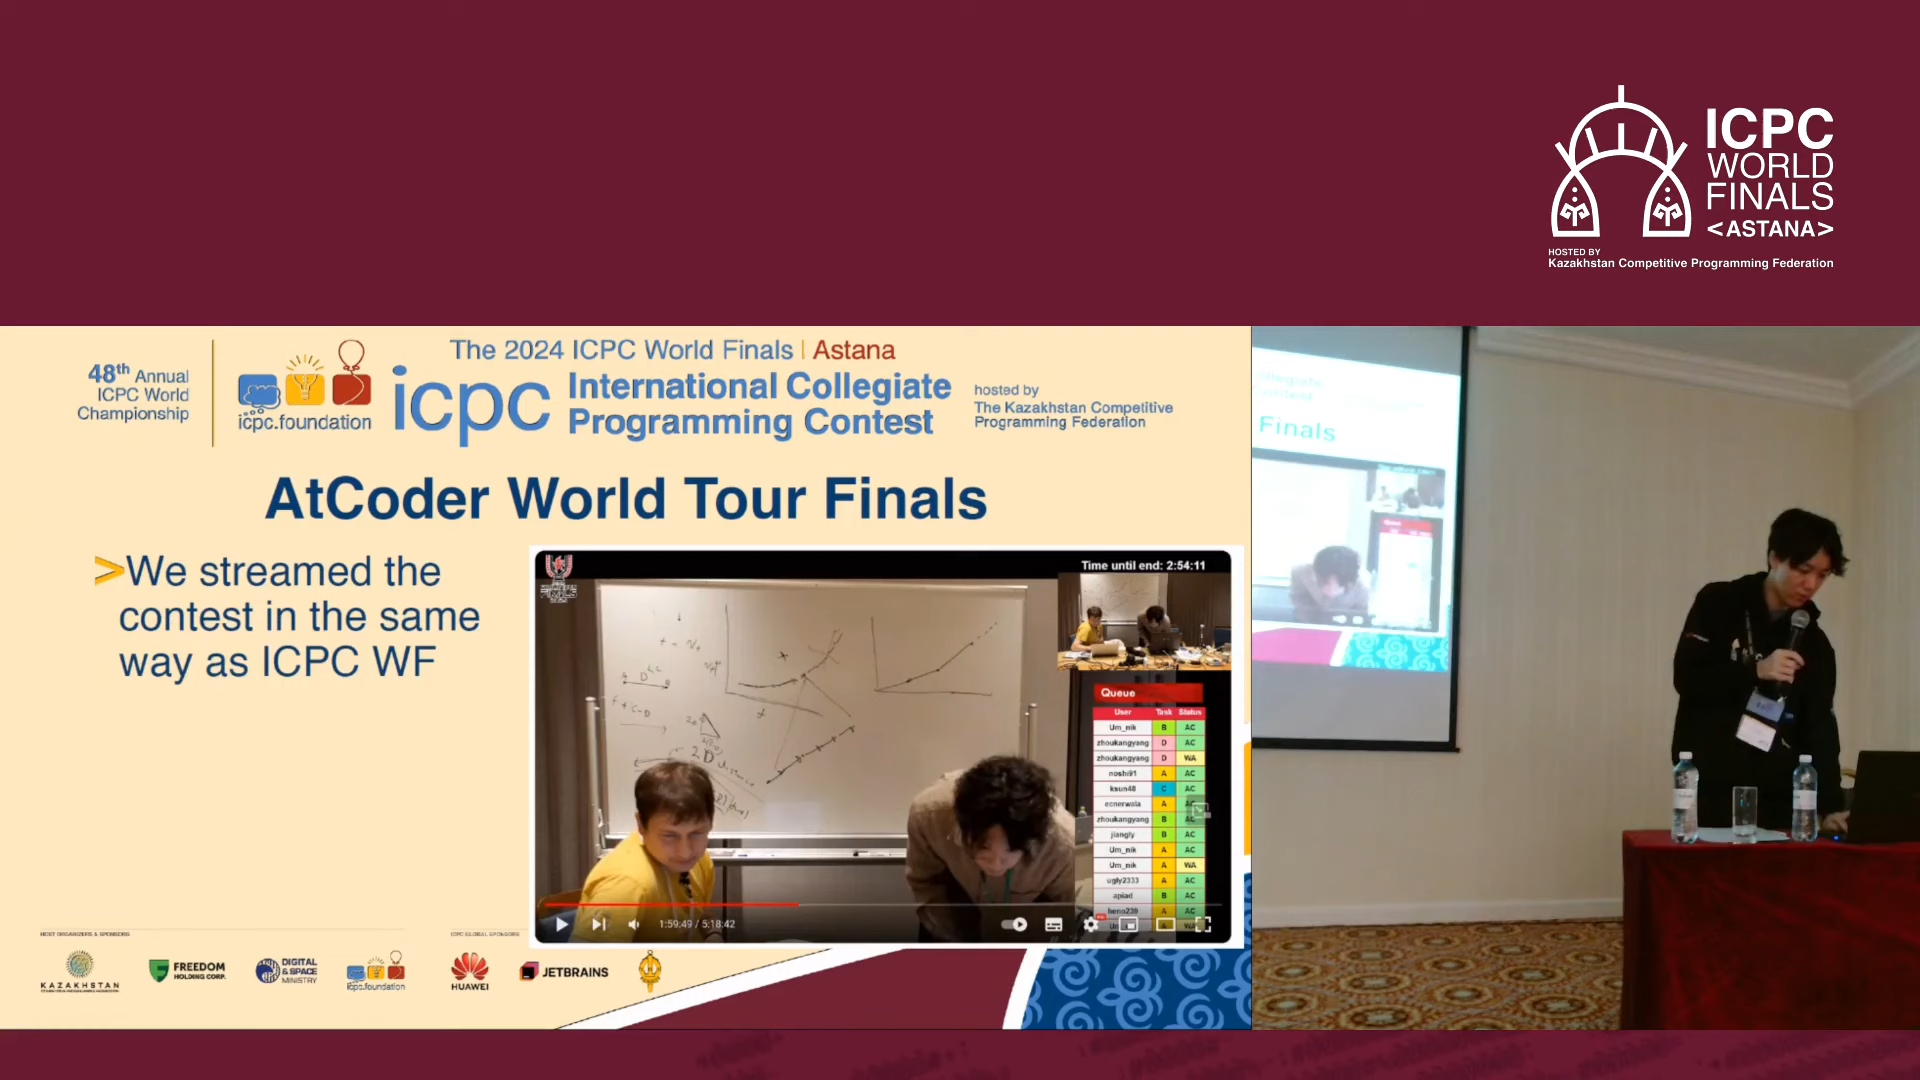 ICPC
WORLD
FINALS
<ASTANA>
HOSTED BY
Kazakhstan Competitive Programming Federation
48th Annual
ICPC World
Championship
icpc.foundation
The 2024 ICPC World Finals | Astana
icpc International Collegiate
Programming Contest
hosted by
The Kazakhstan Competitive
Programming Federation
AtCoder World Tour Finals
>We streamed the
contest in the same
way as ICPC WF
Time until end: 2:54:11
Queue
User Task Status
Um_nik B AC
zhoukangyang D AC
zhoukangyang D WA
noshi91 A AC
ksun48 C AC
ecnerwala A AC
zhoukangyang B AC
jiangly B AC
Um_nik A AC
Um_nik A WA
ugly2333 A AC
apiad B AC
heno239 A AC
WA
1:59:49 / 5:18:42
HOST ORGANIZERS & SPONSORS
ICPC GLOBAL SPONSORS
KAZAKHSTAN
FREEDOM
HOLDING CORP.
DIGITAL
& SPACE
MINISTRY
icpc.foundation
HUAWEI
JETBRAINS
Finals